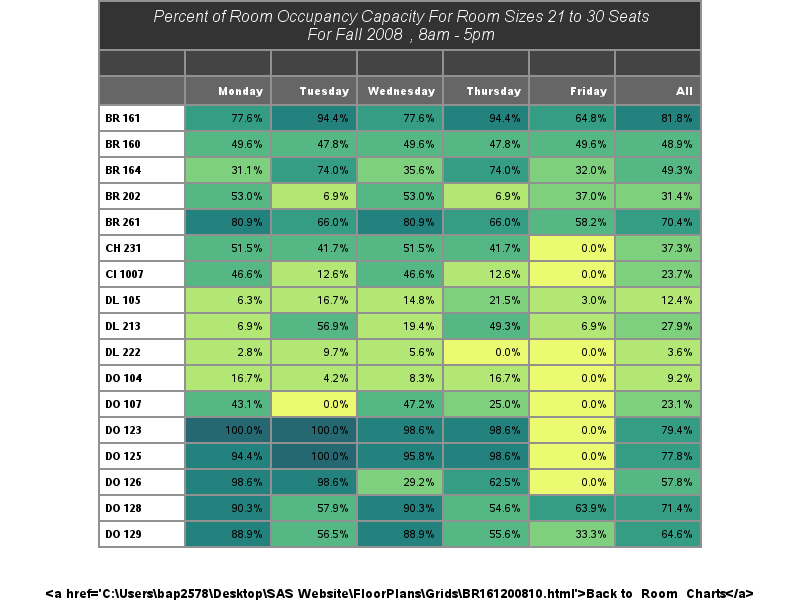 Percent of Room Occupancy Capacity For Room Sizes 21 to 30 Seats
For Fall 2008 , 8am - 5pm
Monday Tuesday Wednesday Thursday Friday All
BR 161 77.6% 94.4% 77.6% 94.4% 64.8% 81.8%
BR 160 49.6% 47.8% 49.6% 47.8% 49.6% 48.9%
BR 164 31.1% 74.0% 35.6% 74.0% 32.0% 49.3%
BR 202 53.0% 6.9% 53.0% 6.9% 37.0% 31.4%
BR 261 80.9% 66.0% 80.9% 66.0% 58.2% 70.4%
CH 231 51.5% 41.7% 51.5% 41.7% 0.0% 37.3%
CI 1007 46.6% 12.6% 46.6% 12.6% 0.0% 23.7%
DL 105 6.3% 16.7% 14.8% 21.5% 3.0% 12.4%
DL 213 6.9% 56.9% 19.4% 49.3% 6.9% 27.9%
DL 222 2.8% 9.7% 5.6% 0.0% 0.0% 3.6%
DO 104 16.7% 4.2% 8.3% 16.7% 0.0% 9.2%
DO 107 43.1% 0.0% 47.2% 25.0% 0.0% 23.1%
DO 123 100.0% 100.0% 98.6% 98.6% 0.0% 79.4%
DO 125 94.4% 100.0% 95.8% 98.6% 0.0% 77.8%
DO 126 98.6% 98.6% 29.2% 62.5% 0.0% 57.8%
DO 128 90.3% 57.9% 90.3% 54.6% 63.9% 71.4%
DO 129 88.9% 56.5% 88.9% 55.6% 33.3% 64.6%
<a href='C:\Users\bap2578\Desktop\SAS Website\FloorPlans\Grids\BR161200810.html'>Back to Room Charts</a>